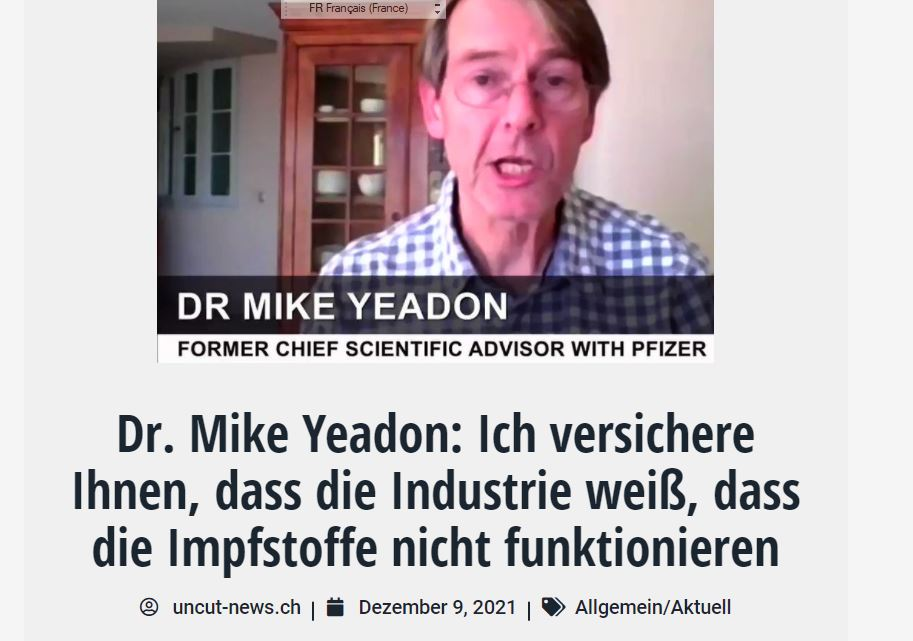 FR Français (France)
DR MIKE YEADON
FORMER CHIEF SCIENTIFIC ADVISOR WITH PFIZER
Dr. Mike Yeadon: Ich versichere
Ihnen, dass die Industrie weiß, dass
die Impfstoffe nicht funktionieren
uncut-news.ch | Dezember 9, 2021 | Allgemein/Aktuell